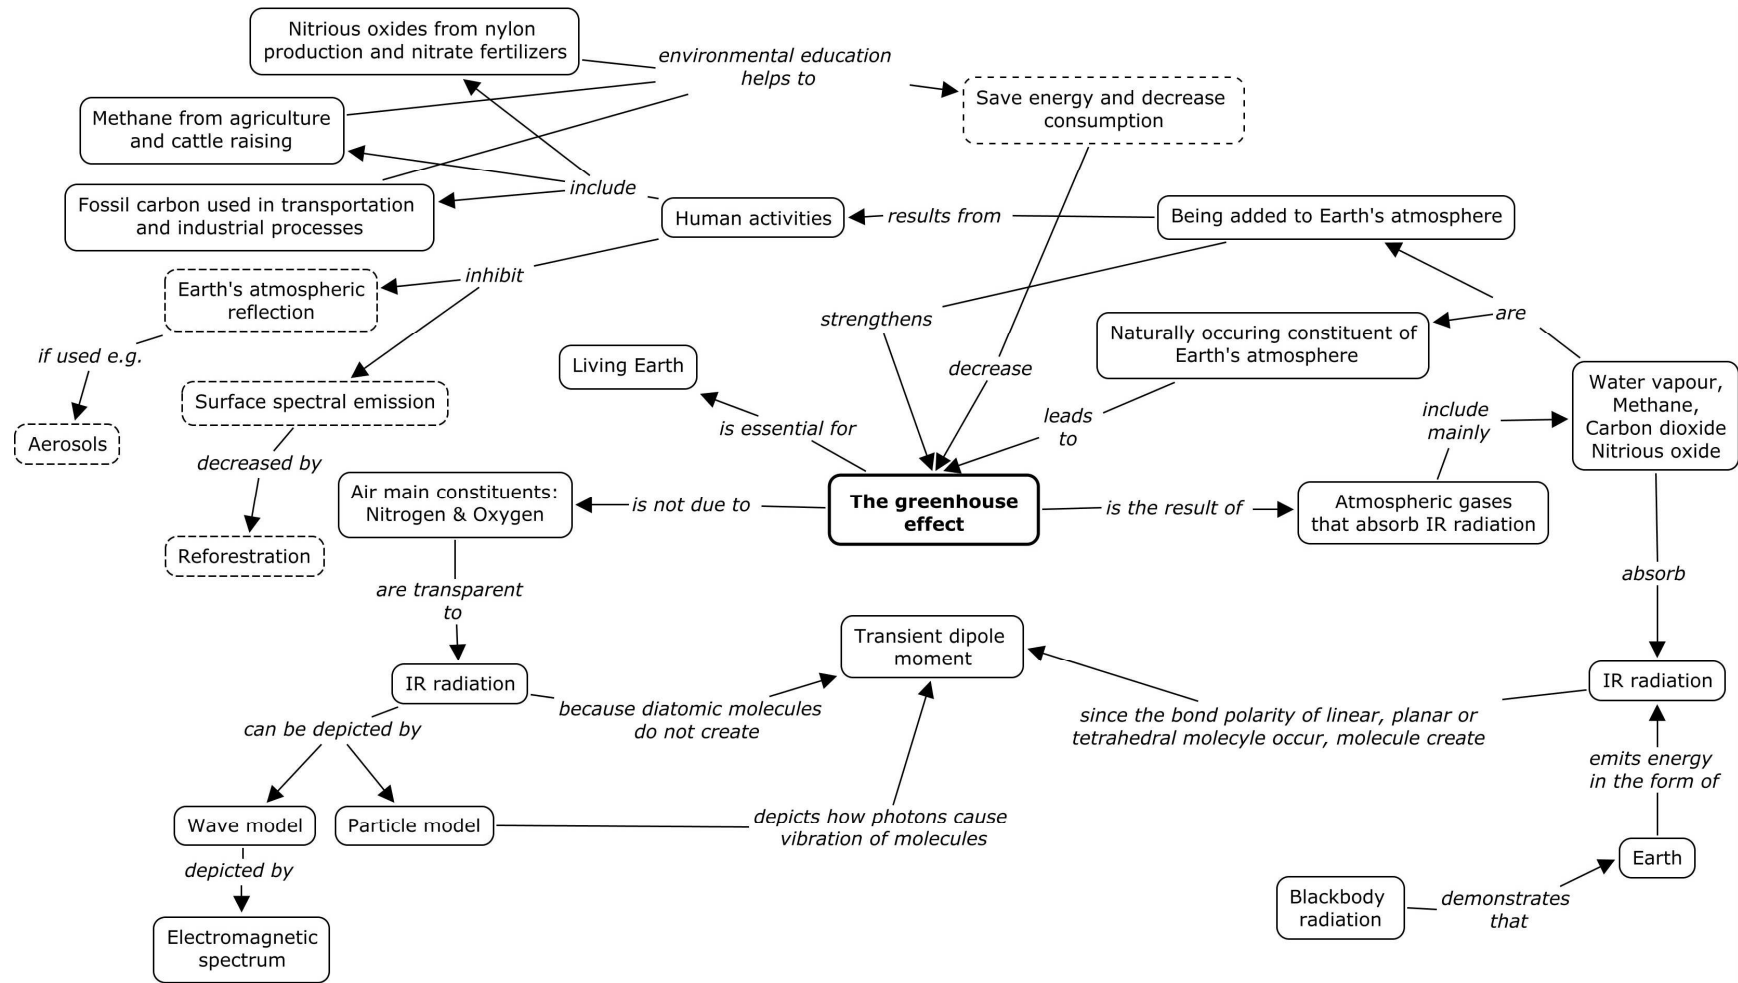 Nitrious oxides from nylon
production and nitrate fertilizers
environmental education
helps to
Save energy and decrease
consumption
Methane from agriculture
and cattle raising
include
Fossil carbon used in transportation
and industrial processes
Human activities
results from
Being added to Earth's atmosphere
inhibit
Earth's atmospheric
reflection
strengthens
are
Naturally occuring constituent of
Earth's atmosphere
if used e.g.
Living Earth
decrease
Water vapour,
Methane,
Carbon dioxide
Nitrious oxide
Surface spectral emission
is essential for
leads
to
include
mainly
Aerosols
decreased by
Air main constituents:
Nitrogen & Oxygen
is not due to
The greenhouse
effect
is the result of
Atmospheric gases
that absorb IR radiation
Reforestration
absorb
are transparent
to
Transient dipole
moment
IR radiation
IR radiation
because diatomic molecules
do not create
since the bond polarity of linear, planar or
tetrahedral molecyle occur, molecule create
can be depicted by
emits energy
in the form of
Wave model
Particle model
depicts how photons cause
vibration of molecules
depicted by
Earth
Blackbody
radiation
demonstrates
that
Electromagnetic
spectrum